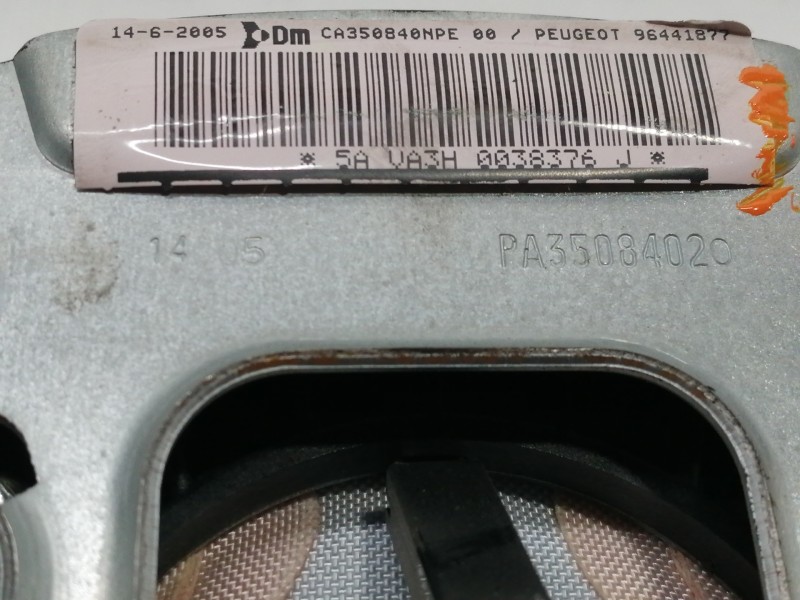 14-6-2005 Dm CA350840NPE 00 / PEUGEOT 96441877
* 5A VA3H 0038376 J *
14 05 PA35084020